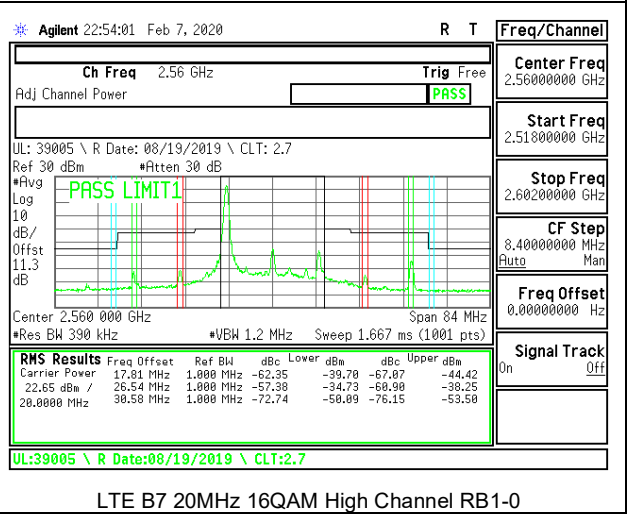 Agilent 22:54:01 Feb 7, 2020 R T
Freq/Channel
Ch Freq 2.56 GHz Trig Free
Adj Channel Power PASS
Center Freq
2.56000000 GHz
Start Freq
2.51800000 GHz
Stop Freq
2.60200000 GHz
CF Step
8.40000000 MHz
Auto Man
Freq Offset
0.00000000 Hz
Signal Track
On Off
UL: 39005 \ R Date: 08/19/2019 \ CLT: 2.7
Ref 30 dBm #Atten 30 dB
#Avg
Log
10
dB/
Offst
11.3
dB
PASS LIMIT1
Center 2.560 000 GHz Span 84 MHz
#Res BW 390 kHz #VBW 1.2 MHz Sweep 1.667 ms (1001 pts)
RMS Results Freq Offset Ref BW dBc Lower dBm dBc Upper dBm
Carrier Power 17.81 MHz 1.000 MHz -62.35 -39.70 -67.07 -44.42
22.65 dBm / 26.54 MHz 1.000 MHz -57.38 -34.73 -60.90 -38.25
20.0000 MHz 30.58 MHz 1.000 MHz -72.74 -50.09 -76.15 -53.50
UL:39005 \ R Date:08/19/2019 \ CLT:2.7
LTE B7 20MHz 16QAM High Channel RB1-0